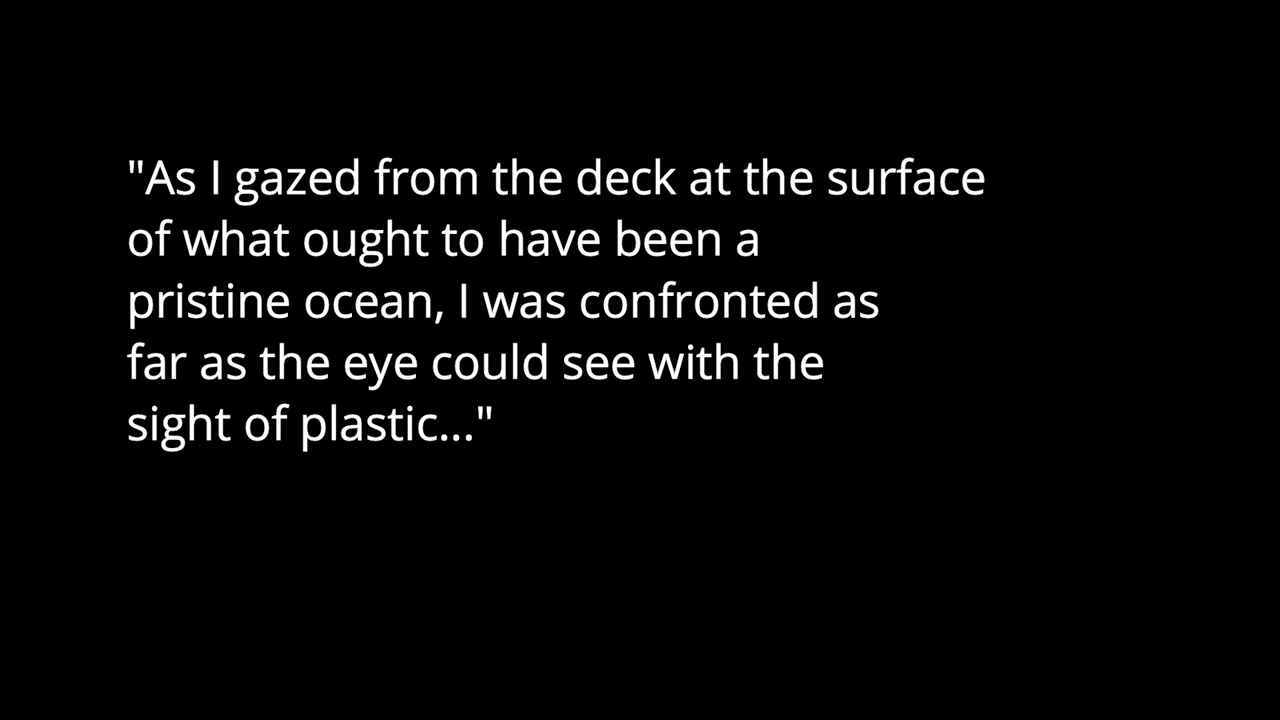 "As I gazed from the deck at the surface
of what ought to have been a
pristine ocean, I was confronted as
far as the eye could see with the
sight of plastic..."